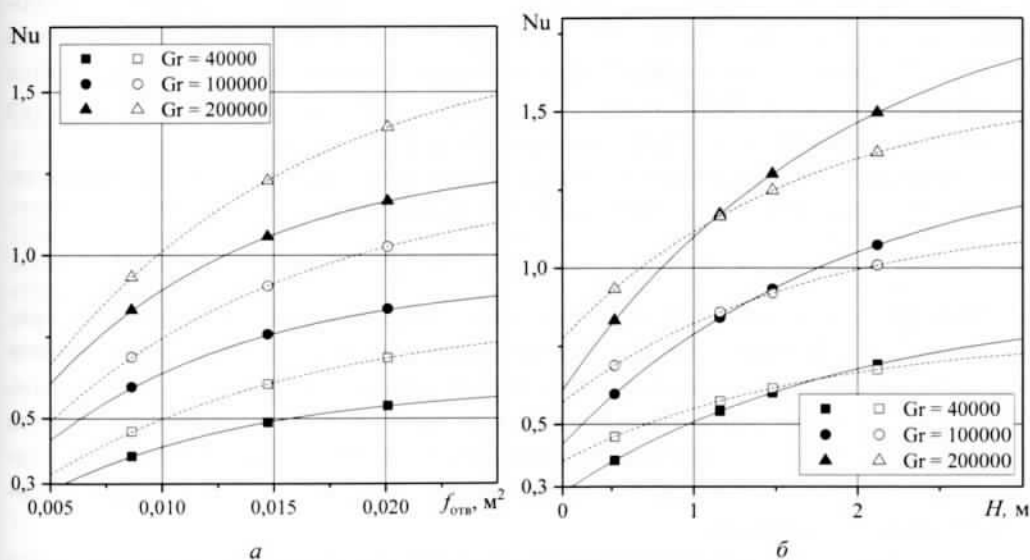 Nu
Gr = 40000
Gr = 100000
Gr = 200000
1,5
1,0
0,5
0,3
0,005 0,010 0,015 0,020 fотв, м²
а
Nu
1,5
1,0
0,5
0,3
Gr = 40000
Gr = 100000
Gr = 200000
0 1 2 H, м
б